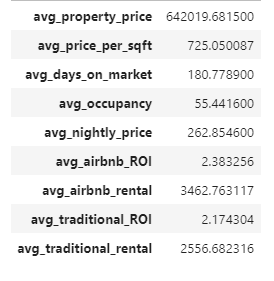 avg_property_price 642019.681500
avg_price_per_sqft 725.050087
avg_days_on_market 180.778900
avg_occupancy 55.441600
avg_nightly_price 262.854600
avg_airbnb_ROI 2.383256
avg_airbnb_rental 3462.763117
avg_traditional_ROI 2.174304
avg_traditional_rental 2556.682316